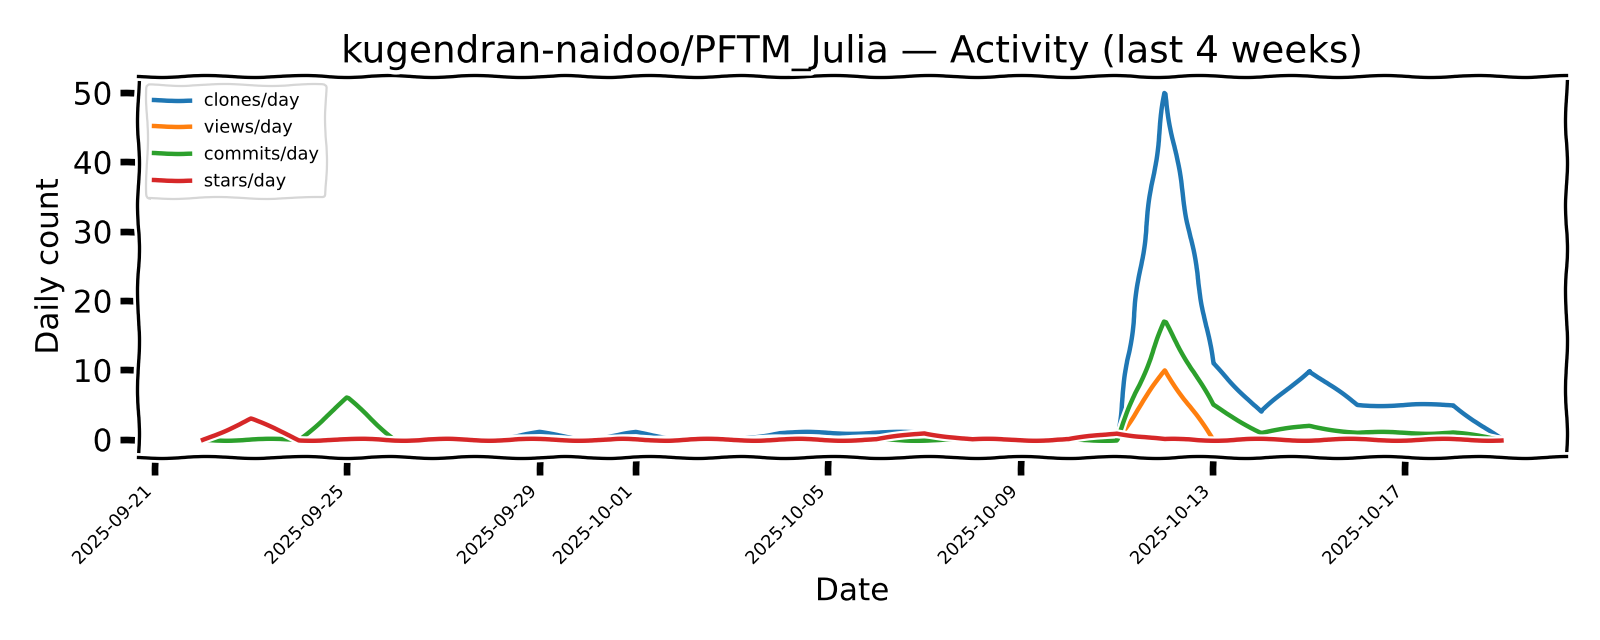 kugendran-naidoo/PFTM_Julia — Activity (last 4 weeks)
50
40
30
20
10
0
Daily count
clones/day
views/day
commits/day
stars/day
2025-09-21
2025-09-25
2025-09-29
2025-10-01
2025-10-05
2025-10-09
2025-10-13
2025-10-17
Date